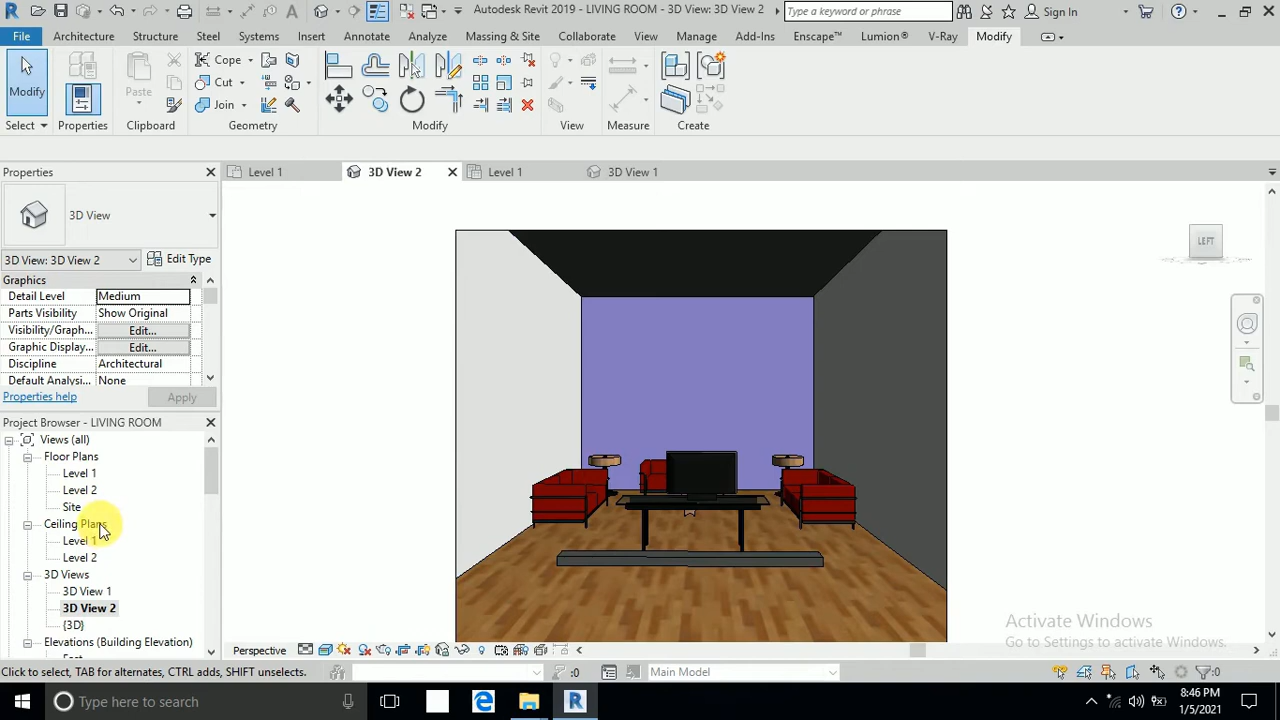 Autodesk Revit 2019 - LIVING ROOM - 3D View: 3D View 2
Type a keyword or phrase
Sign In
File Architecture Structure Steel Systems Insert Annotate Analyze Massing & Site Collaborate View Manage Add-Ins Enscape™ Lumion® V-Ray Modify
Modify
Properties
Paste
Cope
Cut
Join
Select Properties Clipboard Geometry Modify View Measure Create
Properties
Level 1
3D View 2
Level 1
3D View 1
3D View
3D View: 3D View 2
Edit Type
Graphics
Detail Level Medium
Parts Visibility Show Original
Visibility/Graph... Edit...
Graphic Display... Edit...
Discipline Architectural
Default Analysi... None
Properties help
Apply
Project Browser - LIVING ROOM
Views (all)
Floor Plans
Level 1
Level 2
Site
Ceiling Plans
Level 1
Level 2
3D Views
3D View 1
3D View 2
{3D}
Elevations (Building Elevation)
LEFT
Activate Windows
Go to Settings to activate Windows.
Perspective
Click to select, TAB for alternates, CTRL adds, SHIFT unselects.
:0
Main Model
:0
Type here to search
8:46 PM
1/5/2021